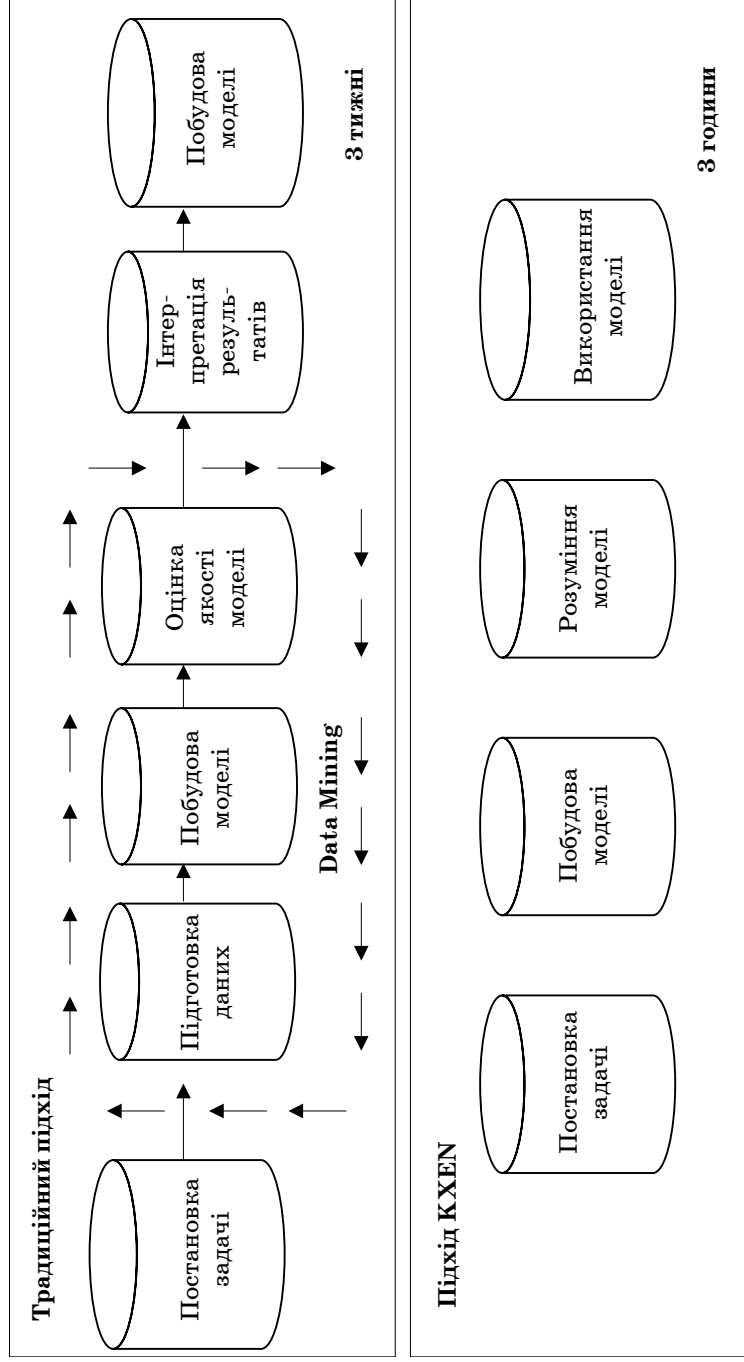 Традиційний підхід
Постановка
задачі
Підготовка
даних
Побудова
моделі
Оцінка
якості
моделі
Інтер-
претація
резуль-
татів
Побудова
моделі
Data Mining
3 тижні
Підхід KXEN
Постановка
задачі
Побудова
моделі
Розуміння
моделі
Використання
моделі
3 години